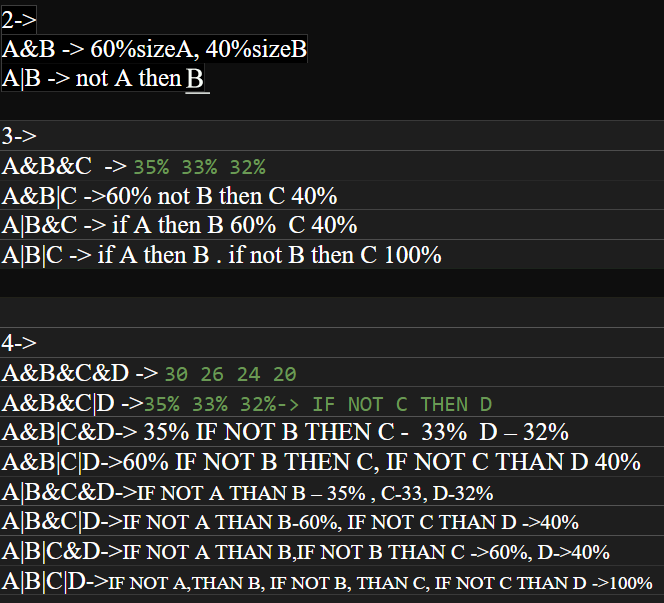 2->
A&B -> 60%sizeA, 40%sizeB
A|B -> not A then B
3->
A&B&C -> 35% 33% 32%
A&B|C ->60% not B then C 40%
A|B&C -> if A then B 60% C 40%
A|B|C -> if A then B . if not B then C 100%
4->
A&B&C&D -> 30 26 24 20
A&B&C|D ->35% 33% 32%-> IF NOT C THEN D
A&B|C&D-> 35% IF NOT B THEN C - 33% D – 32%
A&B|C|D->60% IF NOT B THEN C, IF NOT C THAN D 40%
A|B&C&D->IF NOT A THAN B – 35% , C-33, D-32%
A|B&C|D->IF NOT A THAN B-60%, IF NOT C THAN D ->40%
A|B|C&D->IF NOT A THAN B,IF NOT B THAN C ->60%, D->40%
A|B|C|D->IF NOT A,THAN B, IF NOT B, THAN C, IF NOT C THAN D ->100%